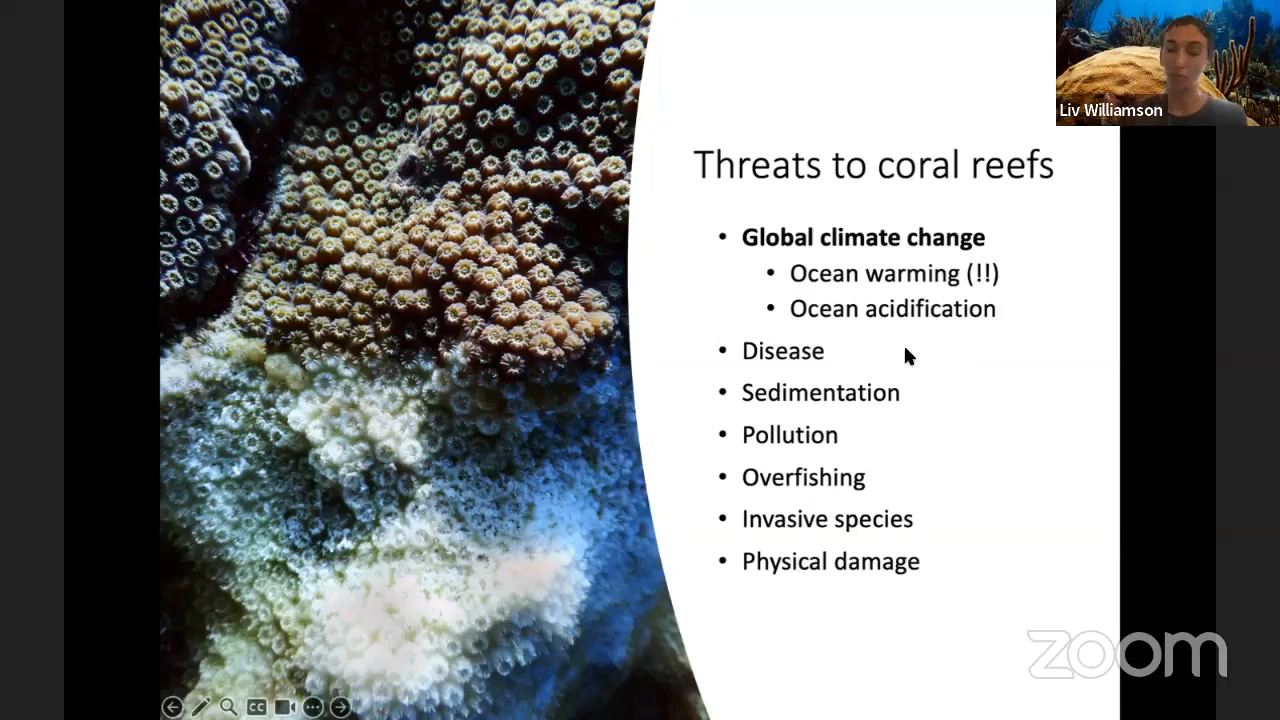 Liv Williamson
Threats to coral reefs
• Global climate change
• Ocean warming (!!)
• Ocean acidification
• Disease
• Sedimentation
• Pollution
• Overfishing
• Invasive species
• Physical damage
zoom
CC